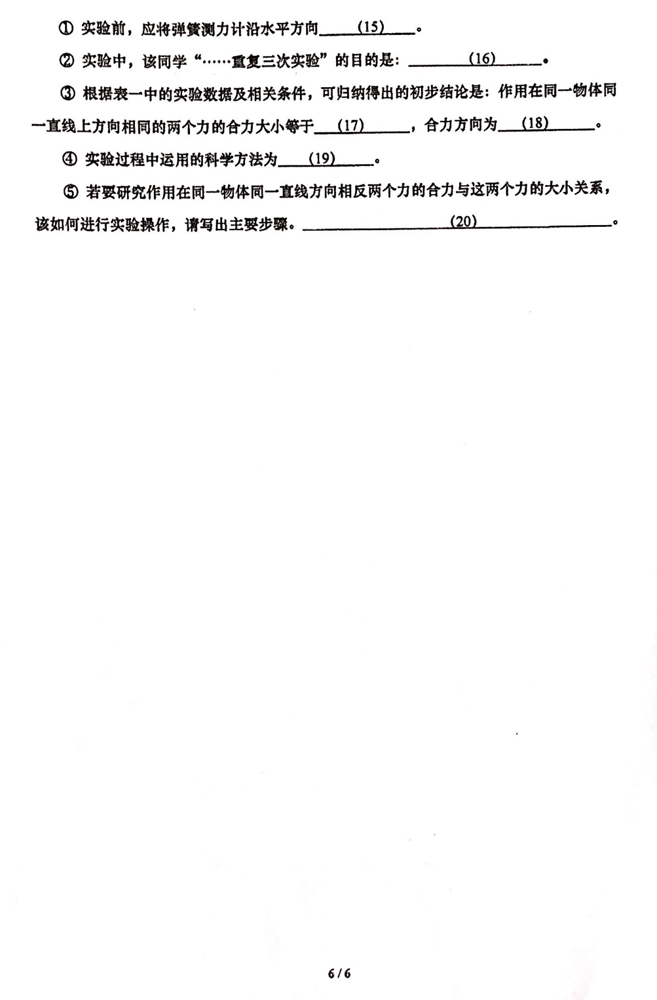 ① 实验前，应将弹簧测力计沿水平方向 (15) 。
② 实验中，该同学“……重复三次实验”的目的是： (16) 。
③ 根据表一中的实验数据及相关条件，可归纳得出的初步结论是：作用在同一物体同
一直线上方向相同的两个力的合力大小等于 (17) ，合力方向为 (18) 。
④ 实验过程中运用的科学方法为 (19) 。
⑤ 若要研究作用在同一物体同一直线方向相反两个力的合力与这两个力的大小关系，
该如何进行实验操作，请写出主要步骤。 (20) 。
6 / 6